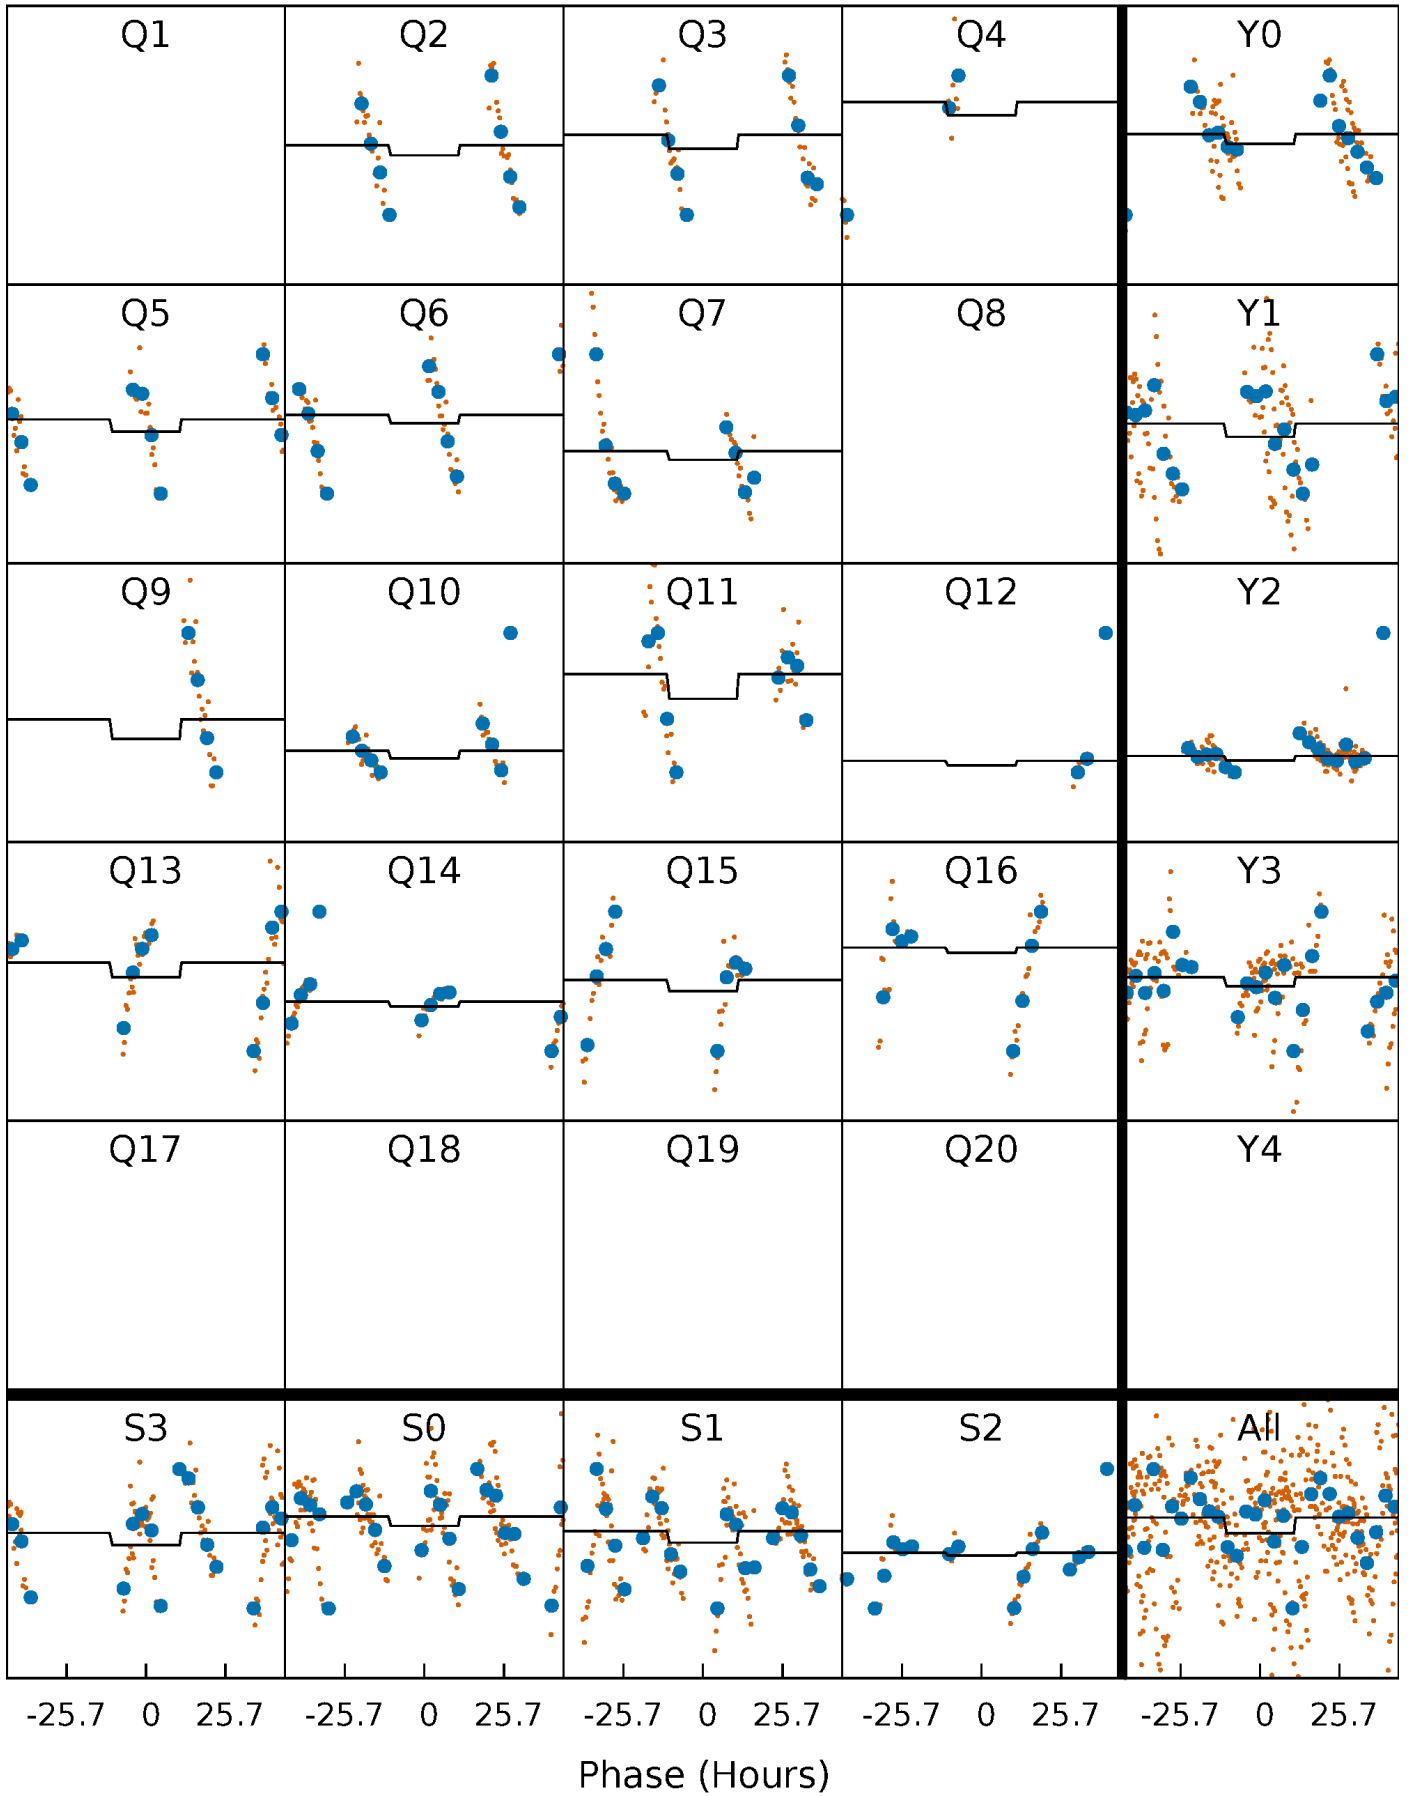 Q1 Q2 Q3 Q4 Y0
Q5 Q6 Q7 Q8 Y1
Q9 Q10 Q11 Q12 Y2
Q13 Q14 Q15 Q16 Y3
Q17 Q18 Q19 Q20 Y4
S3 S0 S1 S2 All
-25.7 0 25.7 -25.7 0 25.7 -25.7 0 25.7 -25.7 0 25.7 -25.7 0 25.7
Phase (Hours)